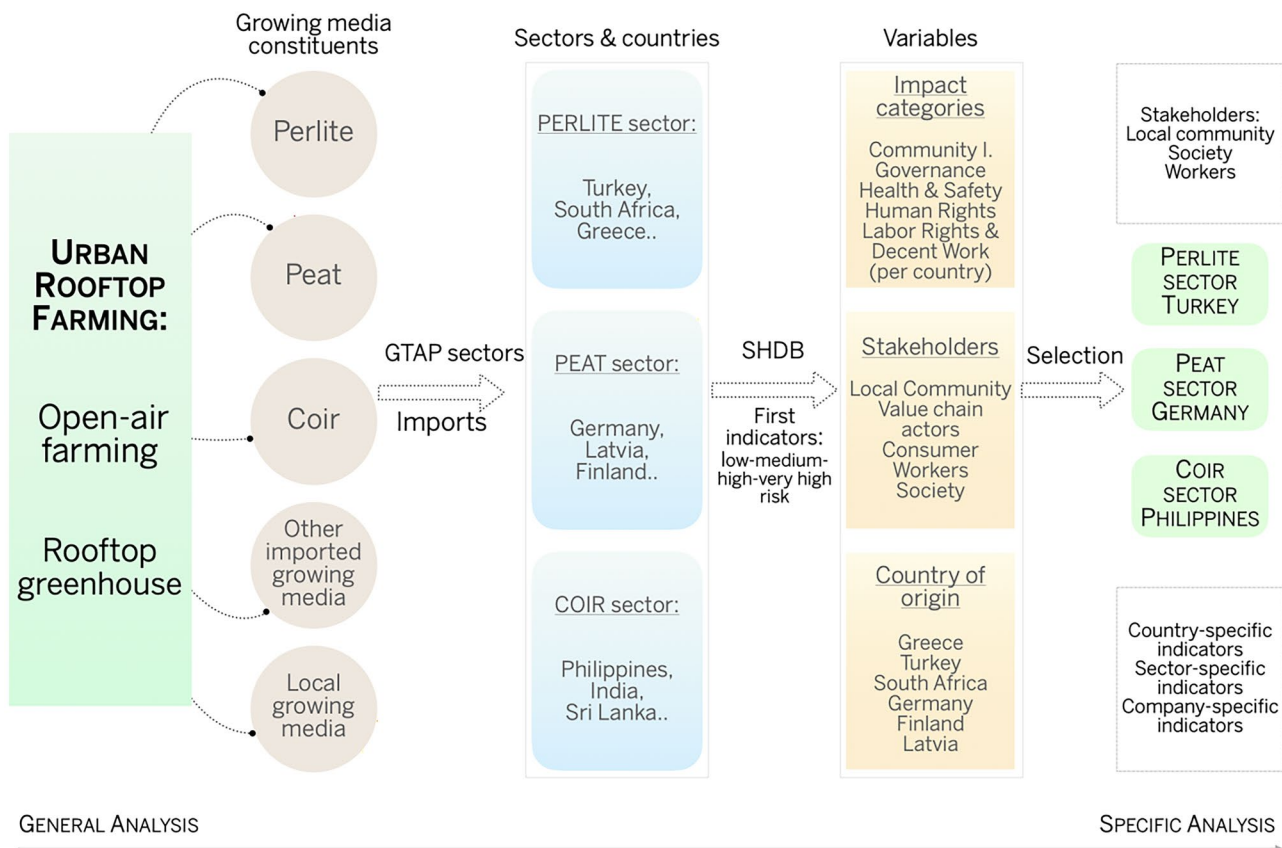 Growing media
constituents
Sectors & countries
Variables
URBAN
ROOFTOP
FARMING:
Open-air
farming
Rooftop
greenhouse
Perlite
Peat
Coir
Other
imported
growing
media
Local
growing
media
GTAP sectors
Imports
PERLITE sector:
Turkey,
South Africa,
Greece..
PEAT sector:
Germany,
Latvia,
Finland..
COIR sector:
Philippines,
India,
Sri Lanka..
SHDB
First
indicators:
low-medium-
high-very high
risk
Impact
categories
Community I.
Governance
Health & Safety
Human Rights
Labor Rights &
Decent Work
(per country)
Stakeholders
Local Community
Value chain
actors
Consumer
Workers
Society
Country of
origin
Greece
Turkey
South Africa
Germany
Finland
Latvia
Selection
Stakeholders:
Local community
Society
Workers
PERLITE
SECTOR
TURKEY
PEAT
SECTOR
GERMANY
COIR
SECTOR
PHILIPPINES
Country-specific
indicators
Sector-specific
indicators
Company-specific
indicators
GENERAL ANALYSIS
SPECIFIC ANALYSIS